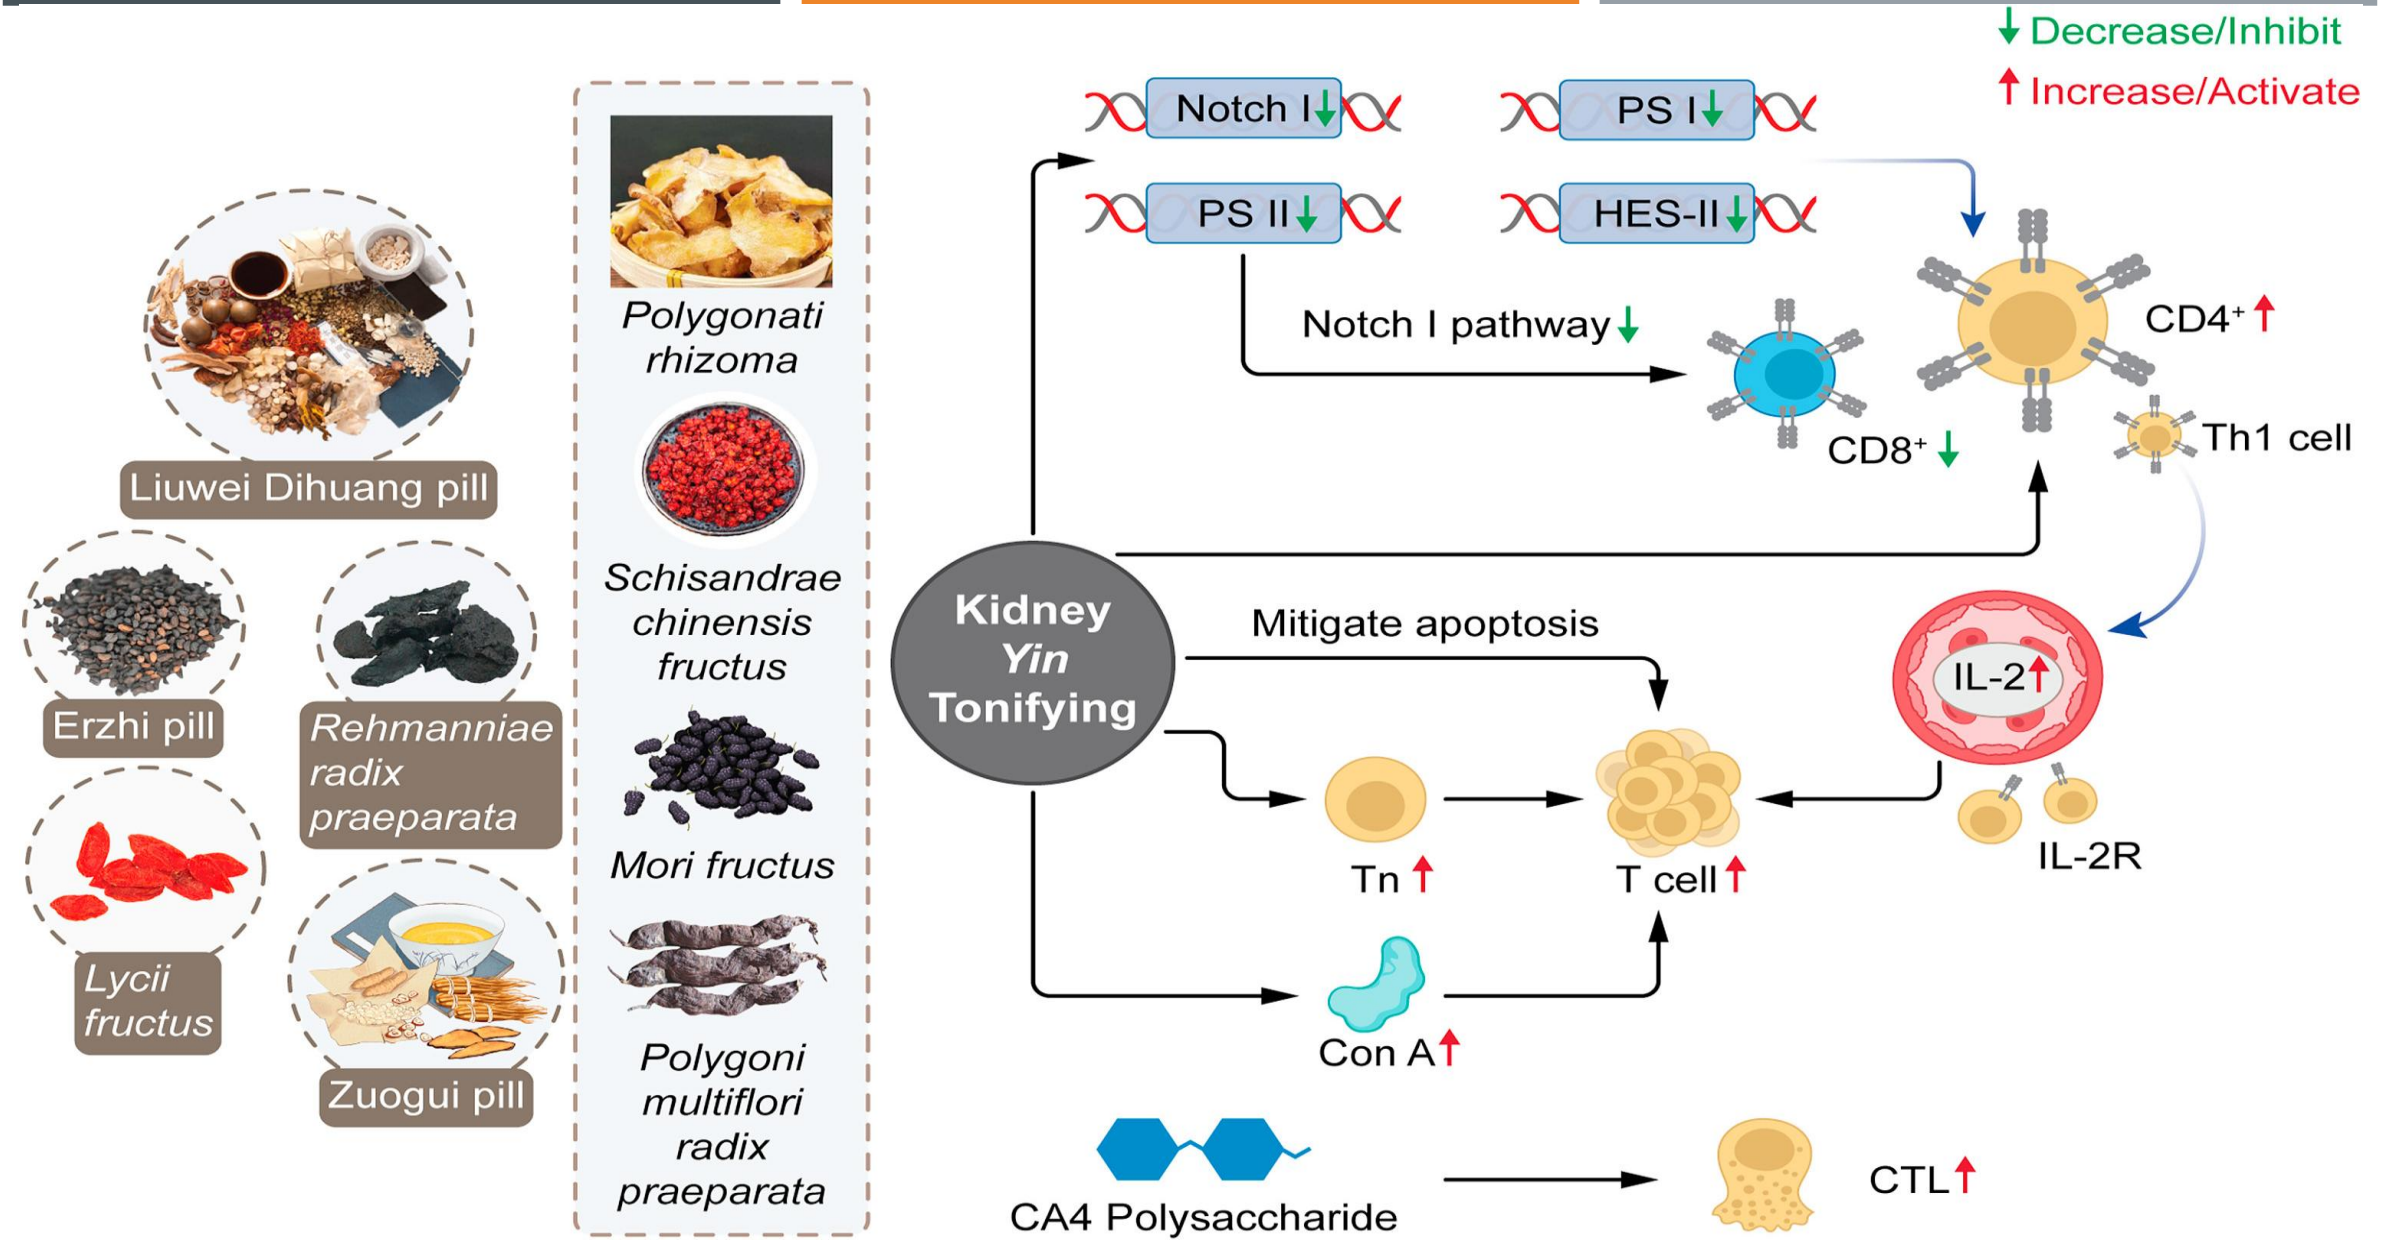 ↓ Decrease/Inhibit
↑ Increase/Activate
Liuwei Dihuang pill
Erzhi pill
Rehmanniae
radix
praeparata
Lycii
fructus
Zuogui pill
Polygonati
rhizoma
Schisandrae
chinensis
fructus
Mori fructus
Polygoni
multiflori
radix
praeparata
Kidney
Yin
Tonifying
Notch I↓
PS I↓
PS II↓
HES-II↓
Notch I pathway↓
CD4⁺↑
CD8⁺↓
Th1 cell
Mitigate apoptosis
IL-2↑
IL-2R
Tn ↑
T cell↑
Con A↑
CA4 Polysaccharide
CTL↑